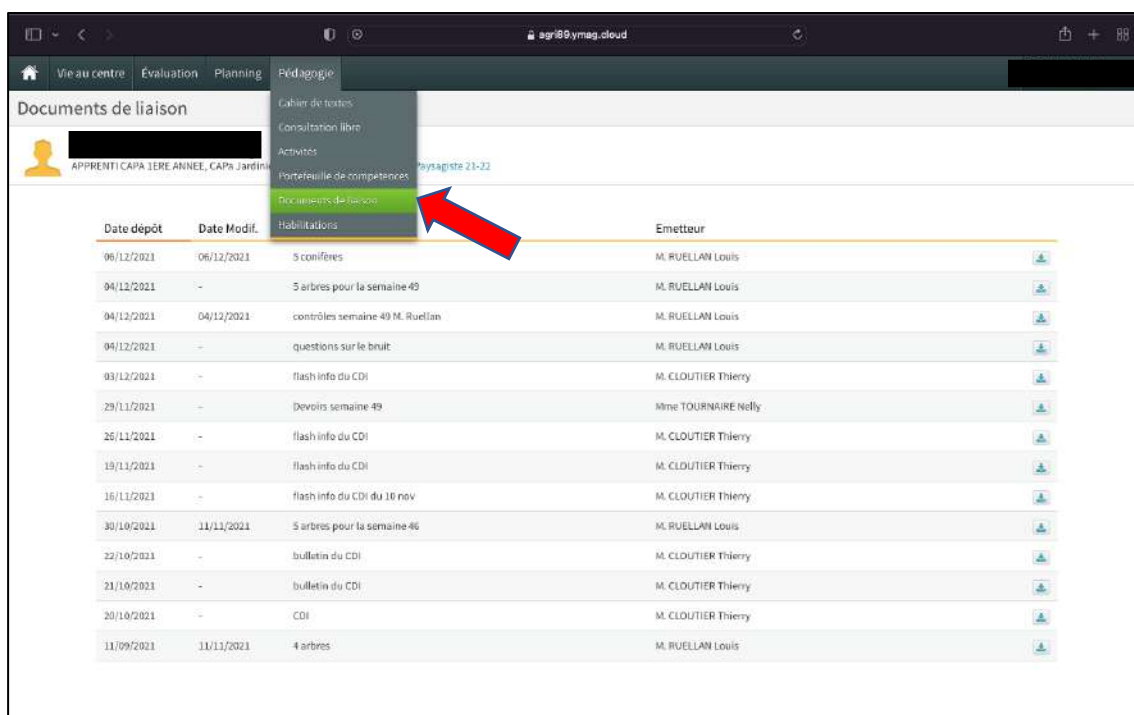 agri89.ymag.cloud
Vie au centre Évaluation Planning Pédagogie
Documents de liaison
Cahier de textes
Consultation libre
Activités
APPRENTI CAPA 1ERE ANNEE, CAPa Jardini Paysagiste 21-22
Portefeuille de compétences
Documents de liaison
Habilitations
Date dépôt Date Modif. Emetteur
06/12/2021 06/12/2021 5 conifères M. RUELLAN Louis
04/12/2021 - 5 arbres pour la semaine 49 M. RUELLAN Louis
04/12/2021 04/12/2021 contrôles semaine 49 M. Ruellan M. RUELLAN Louis
04/12/2021 - questions sur le bruit M. RUELLAN Louis
03/12/2021 - flash info du CDI M. CLOUTIER Thierry
29/11/2021 - Devoirs semaine 49 Mme TOURNAIRE Nelly
26/11/2021 - flash info du CDI M. CLOUTIER Thierry
19/11/2021 - flash info du CDI M. CLOUTIER Thierry
16/11/2021 - flash info du CDI du 10 nov M. CLOUTIER Thierry
30/10/2021 11/11/2021 5 arbres pour la semaine 46 M. RUELLAN Louis
22/10/2021 - bulletin du CDI M. CLOUTIER Thierry
21/10/2021 - bulletin du CDI M. CLOUTIER Thierry
20/10/2021 - CDI M. CLOUTIER Thierry
11/09/2021 11/11/2021 4 arbres M. RUELLAN Louis